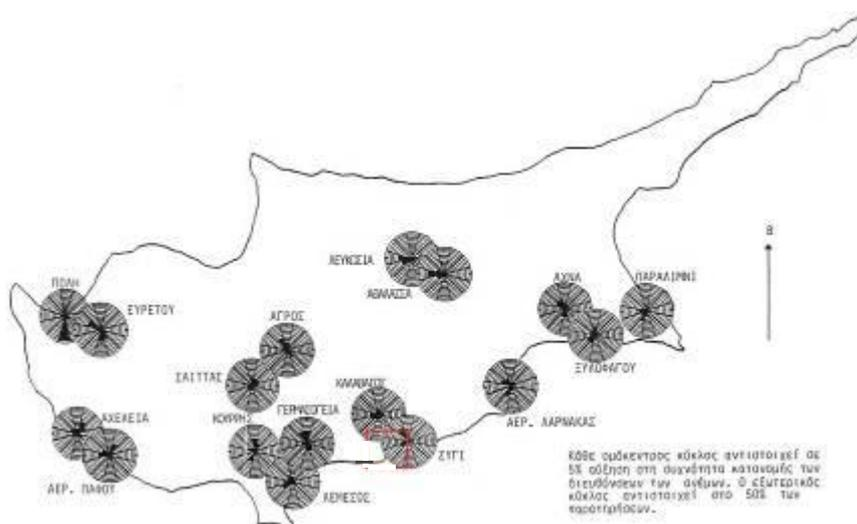 Β
ΛΕΥΚΩΣΙΑ
ΑΘΑΛΑΣΣΑ
ΠΟΛΗ
ΕΥΡΕΤΟΥ
ΑΧΝΑ
ΠΑΡΑΛΙΜΝΙ
ΑΓΡΟΣ
ΞΥΛΟΦΑΓΟΥ
ΣΑΙΤΤΑΣ
ΚΑΛΑΒΑΣΟΣ
ΑΧΕΛΕΙΑ
ΚΟΥΡΡΗΣ
ΓΕΡΜΑΣΟΓΕΙΑ
ΑΕΡ. ΛΑΡΝΑΚΑΣ
ΖΥΓΙ
ΑΕΡ. ΠΑΦΟΥ
ΛΕΜΕΣΟΣ
Κάθε ομόκεντρος κύκλος αντιστοιχεί σε
5% αύξηση στη συχνότητα κατανομής των
διευθύνσεων των ανέμων. Ο εξωτερικός
κύκλος αντιστοιχεί στο 50% των
παρατηρήσεων.